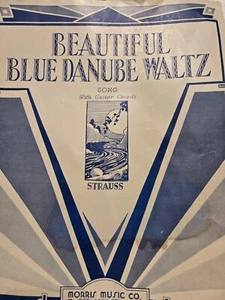 BEAUTIFUL
BLUE DANUBE WALTZ
SONG
With Guitar Chords
STRAUSS
MORRIS MUSIC CO.